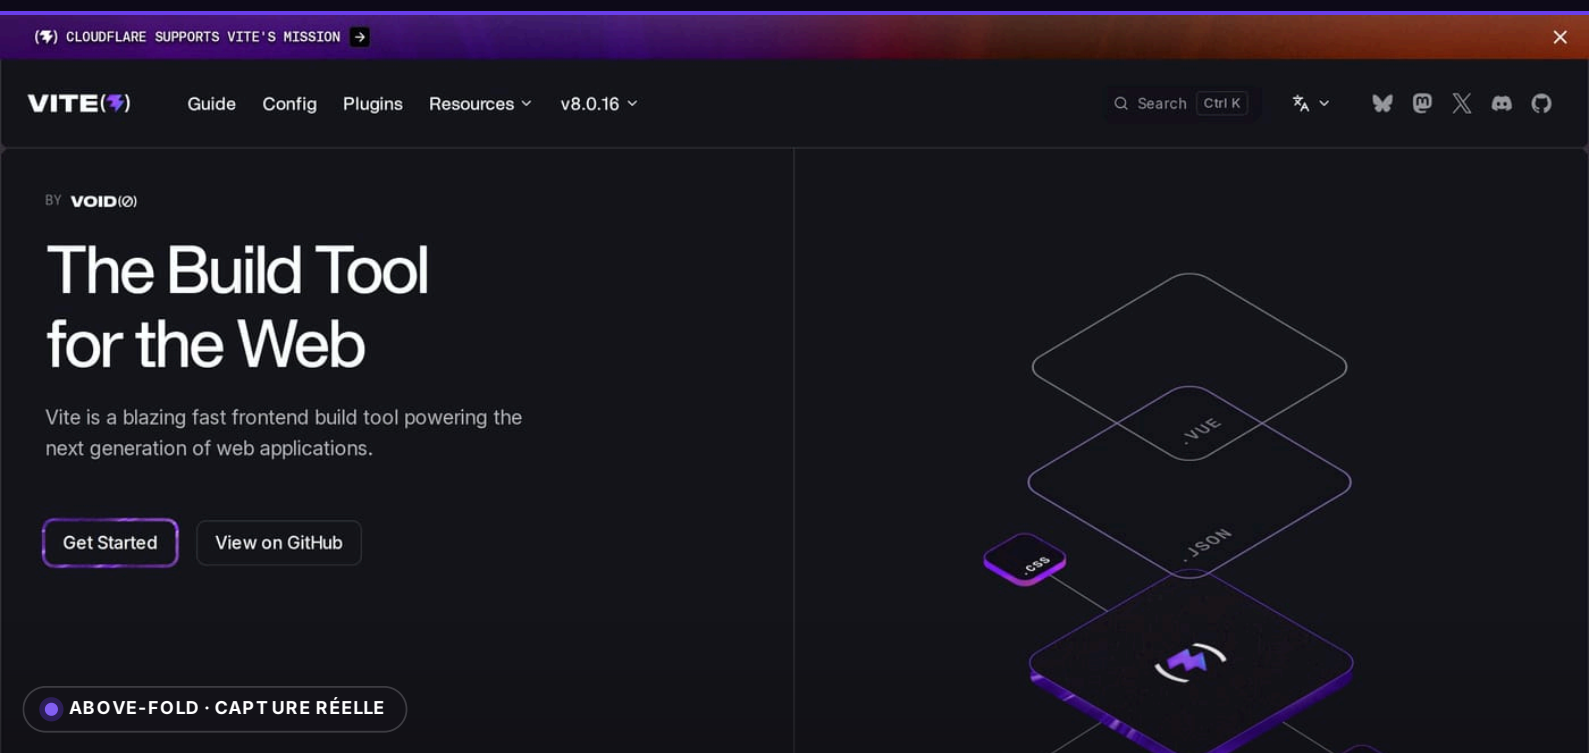 CLOUDFLARE SUPPORTS VITE'S MISSION
VITE
Guide Config Plugins Resources v8.0.16 Search Ctrl K
BY VOID(0)
The Build Tool
for the Web
Vite is a blazing fast frontend build tool powering the
next generation of web applications.
Get Started View on GitHub
.VUE
.JSON
.CSS
ABOVE-FOLD · CAPTURE RÉELLE